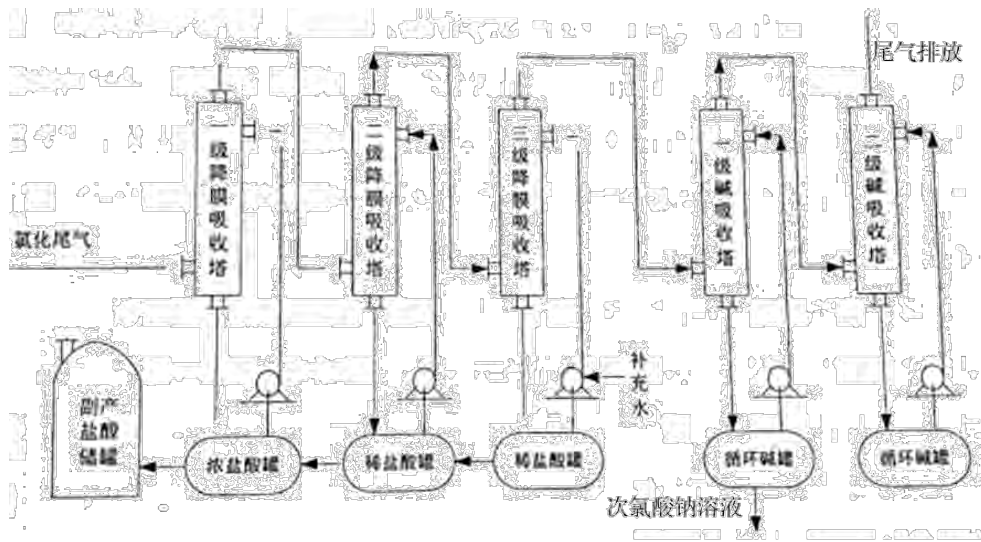 尾气排放
一级降膜吸收塔
二级降膜吸收塔
三级降膜吸收塔
一级碱吸收塔
二级碱吸收塔
氯化尾气
补充水
副产
盐酸
储罐
浓盐酸罐
稀盐酸罐
稀盐酸罐
循环碱罐
循环碱罐
次氯酸钠溶液